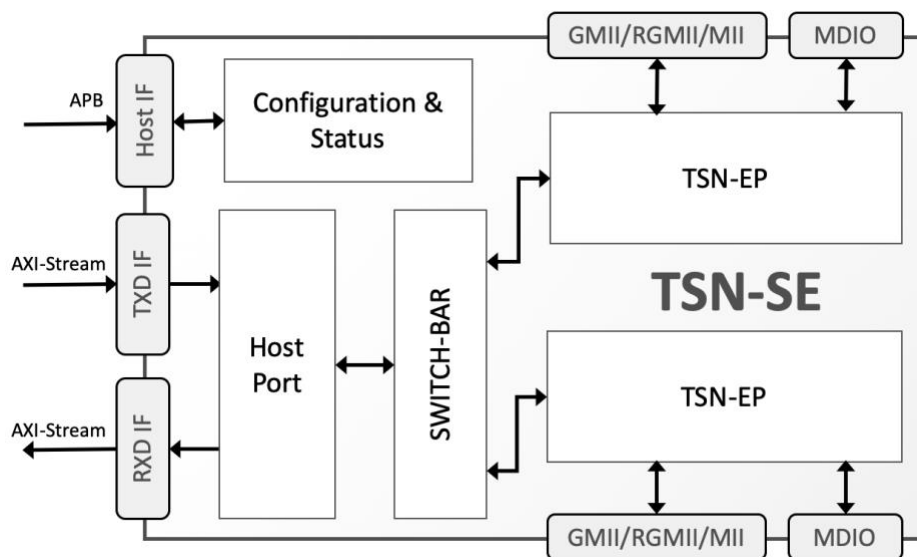 GMII/RGMII/MII
MDIO
APB
Host IF
Configuration &
Status
TSN-EP
AXI-Stream
TXD IF
Host
Port
SWITCH-BAR
TSN-SE
TSN-EP
AXI-Stream
RXD IF
GMII/RGMII/MII
MDIO